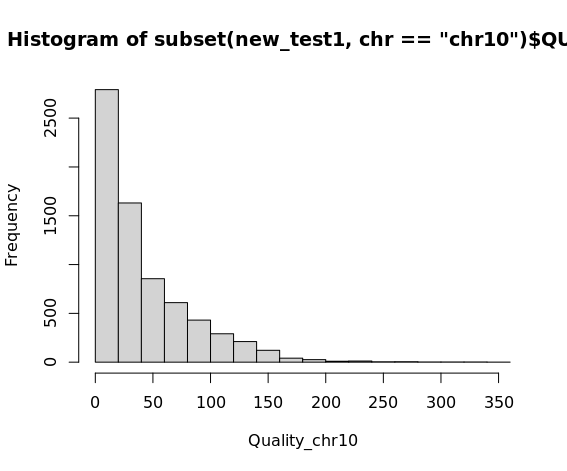 Histogram of subset(new_test1, chr == "chr10")$QU
2500
1500
500
0
Frequency
0 50 100 150 200 250 300 350
Quality_chr10